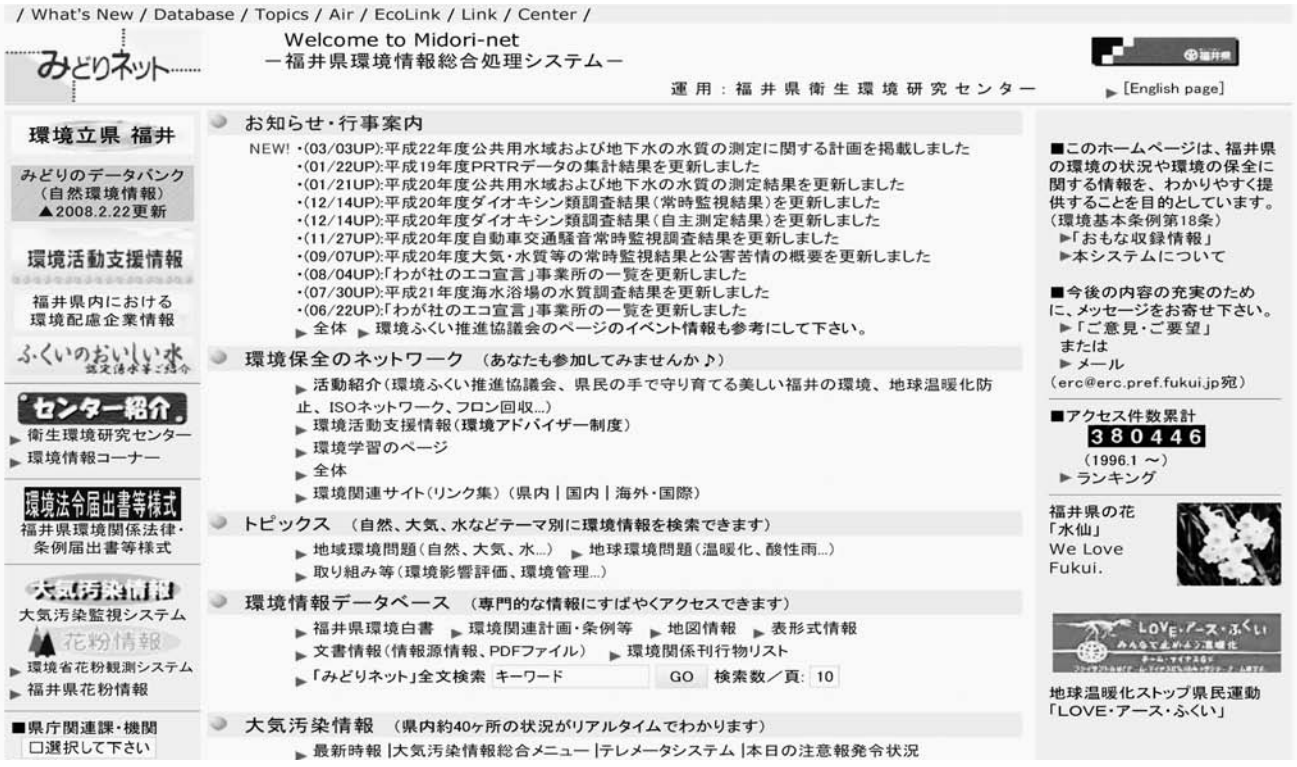 / What's New / Database / Topics / Air / EcoLink / Link / Center /
みどりネット
Welcome to Midori-net
－福井県環境情報総合処理システム－
運用：福井県衛生環境研究センター
福井県
[English page]
環境立県 福井
みどりのデータバンク
（自然環境情報）
▲2008.2.22更新
環境活動支援情報
福井県内における
環境配慮企業情報
ふくいのおいしい水
認定湧水等ご紹介
センター紹介
衛生環境研究センター
環境情報コーナー
環境法令届出書等様式
福井県環境関係法律・
条例届出書等様式
大気汚染情報
大気汚染監視システム
花粉情報
環境省花粉観測システム
福井県花粉情報
■県庁関連課・機関
□選択して下さい
お知らせ・行事案内
NEW! ・(03/03UP):平成22年度公共用水域および地下水の水質の測定に関する計画を掲載しました
・(01/22UP):平成19年度PRTRデータの集計結果を更新しました
・(01/21UP):平成20年度公共用水域および地下水の水質の測定結果を更新しました
・(12/14UP):平成20年度ダイオキシン類調査結果（常時監視結果）を更新しました
・(12/14UP):平成20年度ダイオキシン類調査結果（自主測定結果）を更新しました
・(11/27UP):平成20年度自動車交通騒音常時監視調査結果を更新しました
・(09/07UP):平成20年度大気・水質等の常時監視結果と公害苦情の概要を更新しました
・(08/04UP):「わが社のエコ宣言」事業所の一覧を更新しました
・(07/30UP):平成21年度海水浴場の水質調査結果を更新しました
・(06/22UP):「わが社のエコ宣言」事業所の一覧を更新しました
全体 環境ふくい推進協議会のページのイベント情報も参考にして下さい。
環境保全のネットワーク （あなたも参加してみませんか♪）
活動紹介（環境ふくい推進協議会、県民の手で守り育てる美しい福井の環境、地球温暖化防
止、ISOネットワーク、フロン回収...）
環境活動支援情報（環境アドバイザー制度）
環境学習のページ
全体
環境関連サイト（リンク集）（県内 | 国内 | 海外・国際）
トピックス （自然、大気、水などテーマ別に環境情報を検索できます）
地域環境問題（自然、大気、水...） 地球環境問題（温暖化、酸性雨...）
取り組み等（環境影響評価、環境管理...）
環境情報データベース （専門的な情報にすばやくアクセスできます）
福井県環境白書 環境関連計画・条例等 地図情報 表形式情報
文書情報（情報源情報、PDFファイル） 環境関係刊行物リスト
「みどりネット」全文検索 キーワード GO 検索数／頁: 10
大気汚染情報 （県内約40ヶ所の状況がリアルタイムでわかります）
最新時報 |大気汚染情報総合メニュー |テレメータシステム |本日の注意報発令状況
■このホームページは、福井県
の環境の状況や環境の保全に
関する情報を、わかりやすく提
供することを目的としています。
（環境基本条例第18条）
▶「おもな収録情報」
▶本システムについて
■今後の内容の充実のため
に、メッセージをお寄せ下さい。
▶「ご意見・ご要望」
または
▶メール
（erc@erc.pref.fukui.jp宛）
■アクセス件数累計
380446
（1996.1 ～）
▶ランキング
福井県の花
「水仙」
We Love
Fukui.
LOVE・アース・ふくい
みんなで止めよう温暖化
チーム・マイナス6%
地球温暖化ストップ県民運動
「LOVE・アース・ふくい」